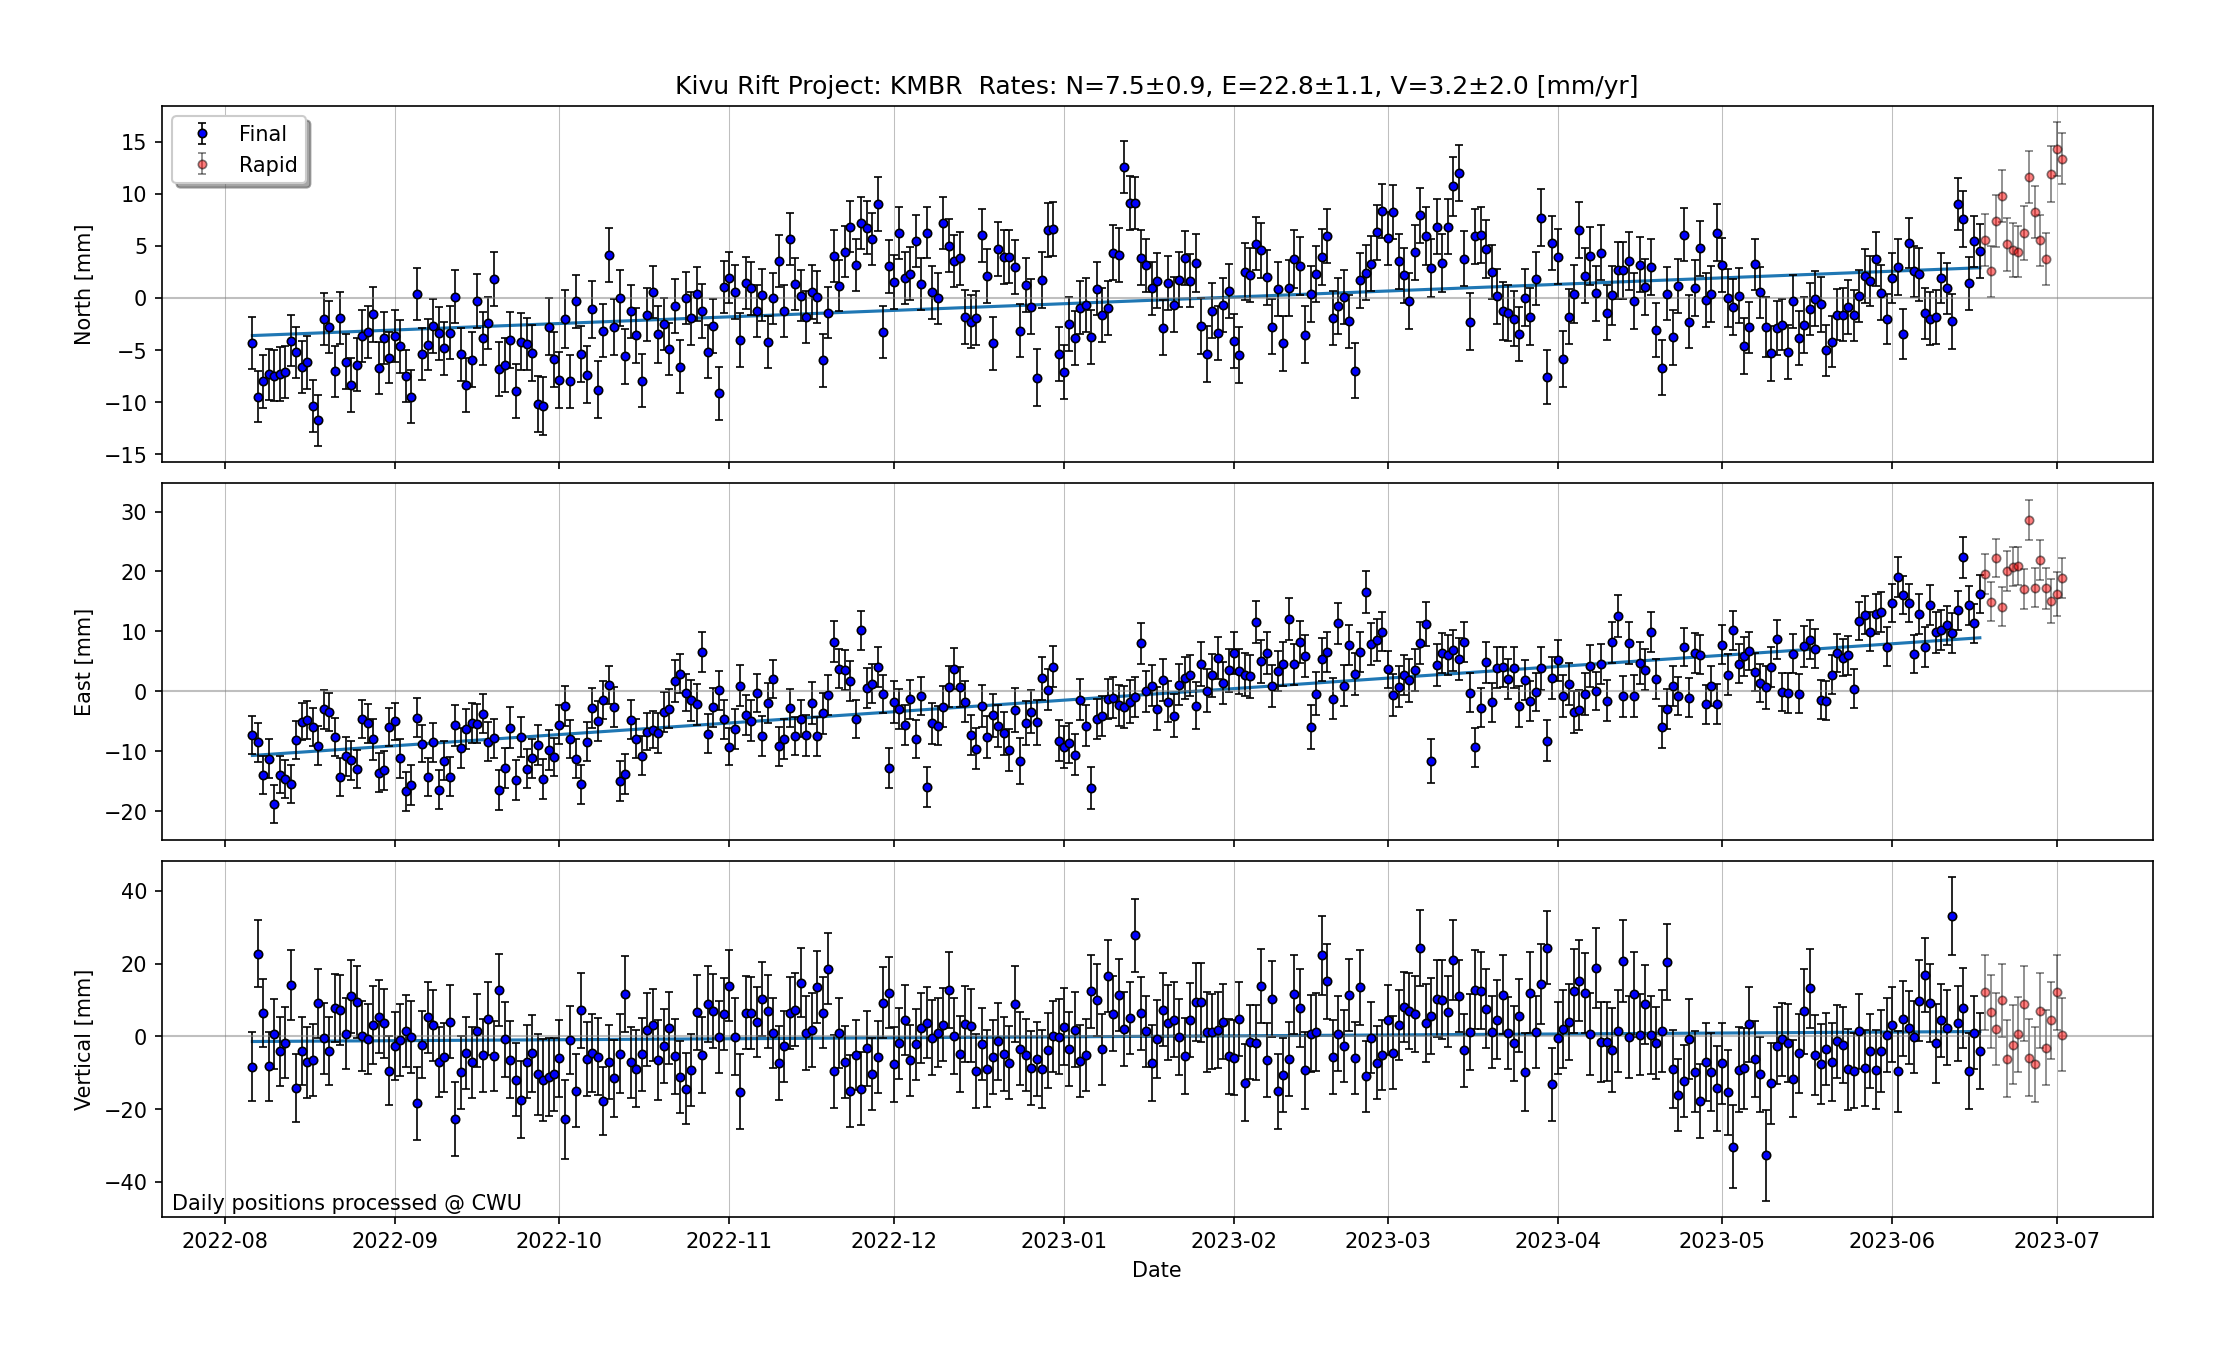 Kivu Rift Project: KMBR  Rates: N=7.5±0.9, E=22.8±1.1, V=3.2±2.0 [mm/yr]
Final
Rapid
15
10
5
0
−5
−10
−15
North [mm]
30
20
10
0
−10
−20
East [mm]
40
20
0
−20
−40
Vertical [mm]
Daily positions processed @ CWU
2022-08 2022-09 2022-10 2022-11 2022-12 2023-01 2023-02 2023-03 2023-04 2023-05 2023-06 2023-07
Date